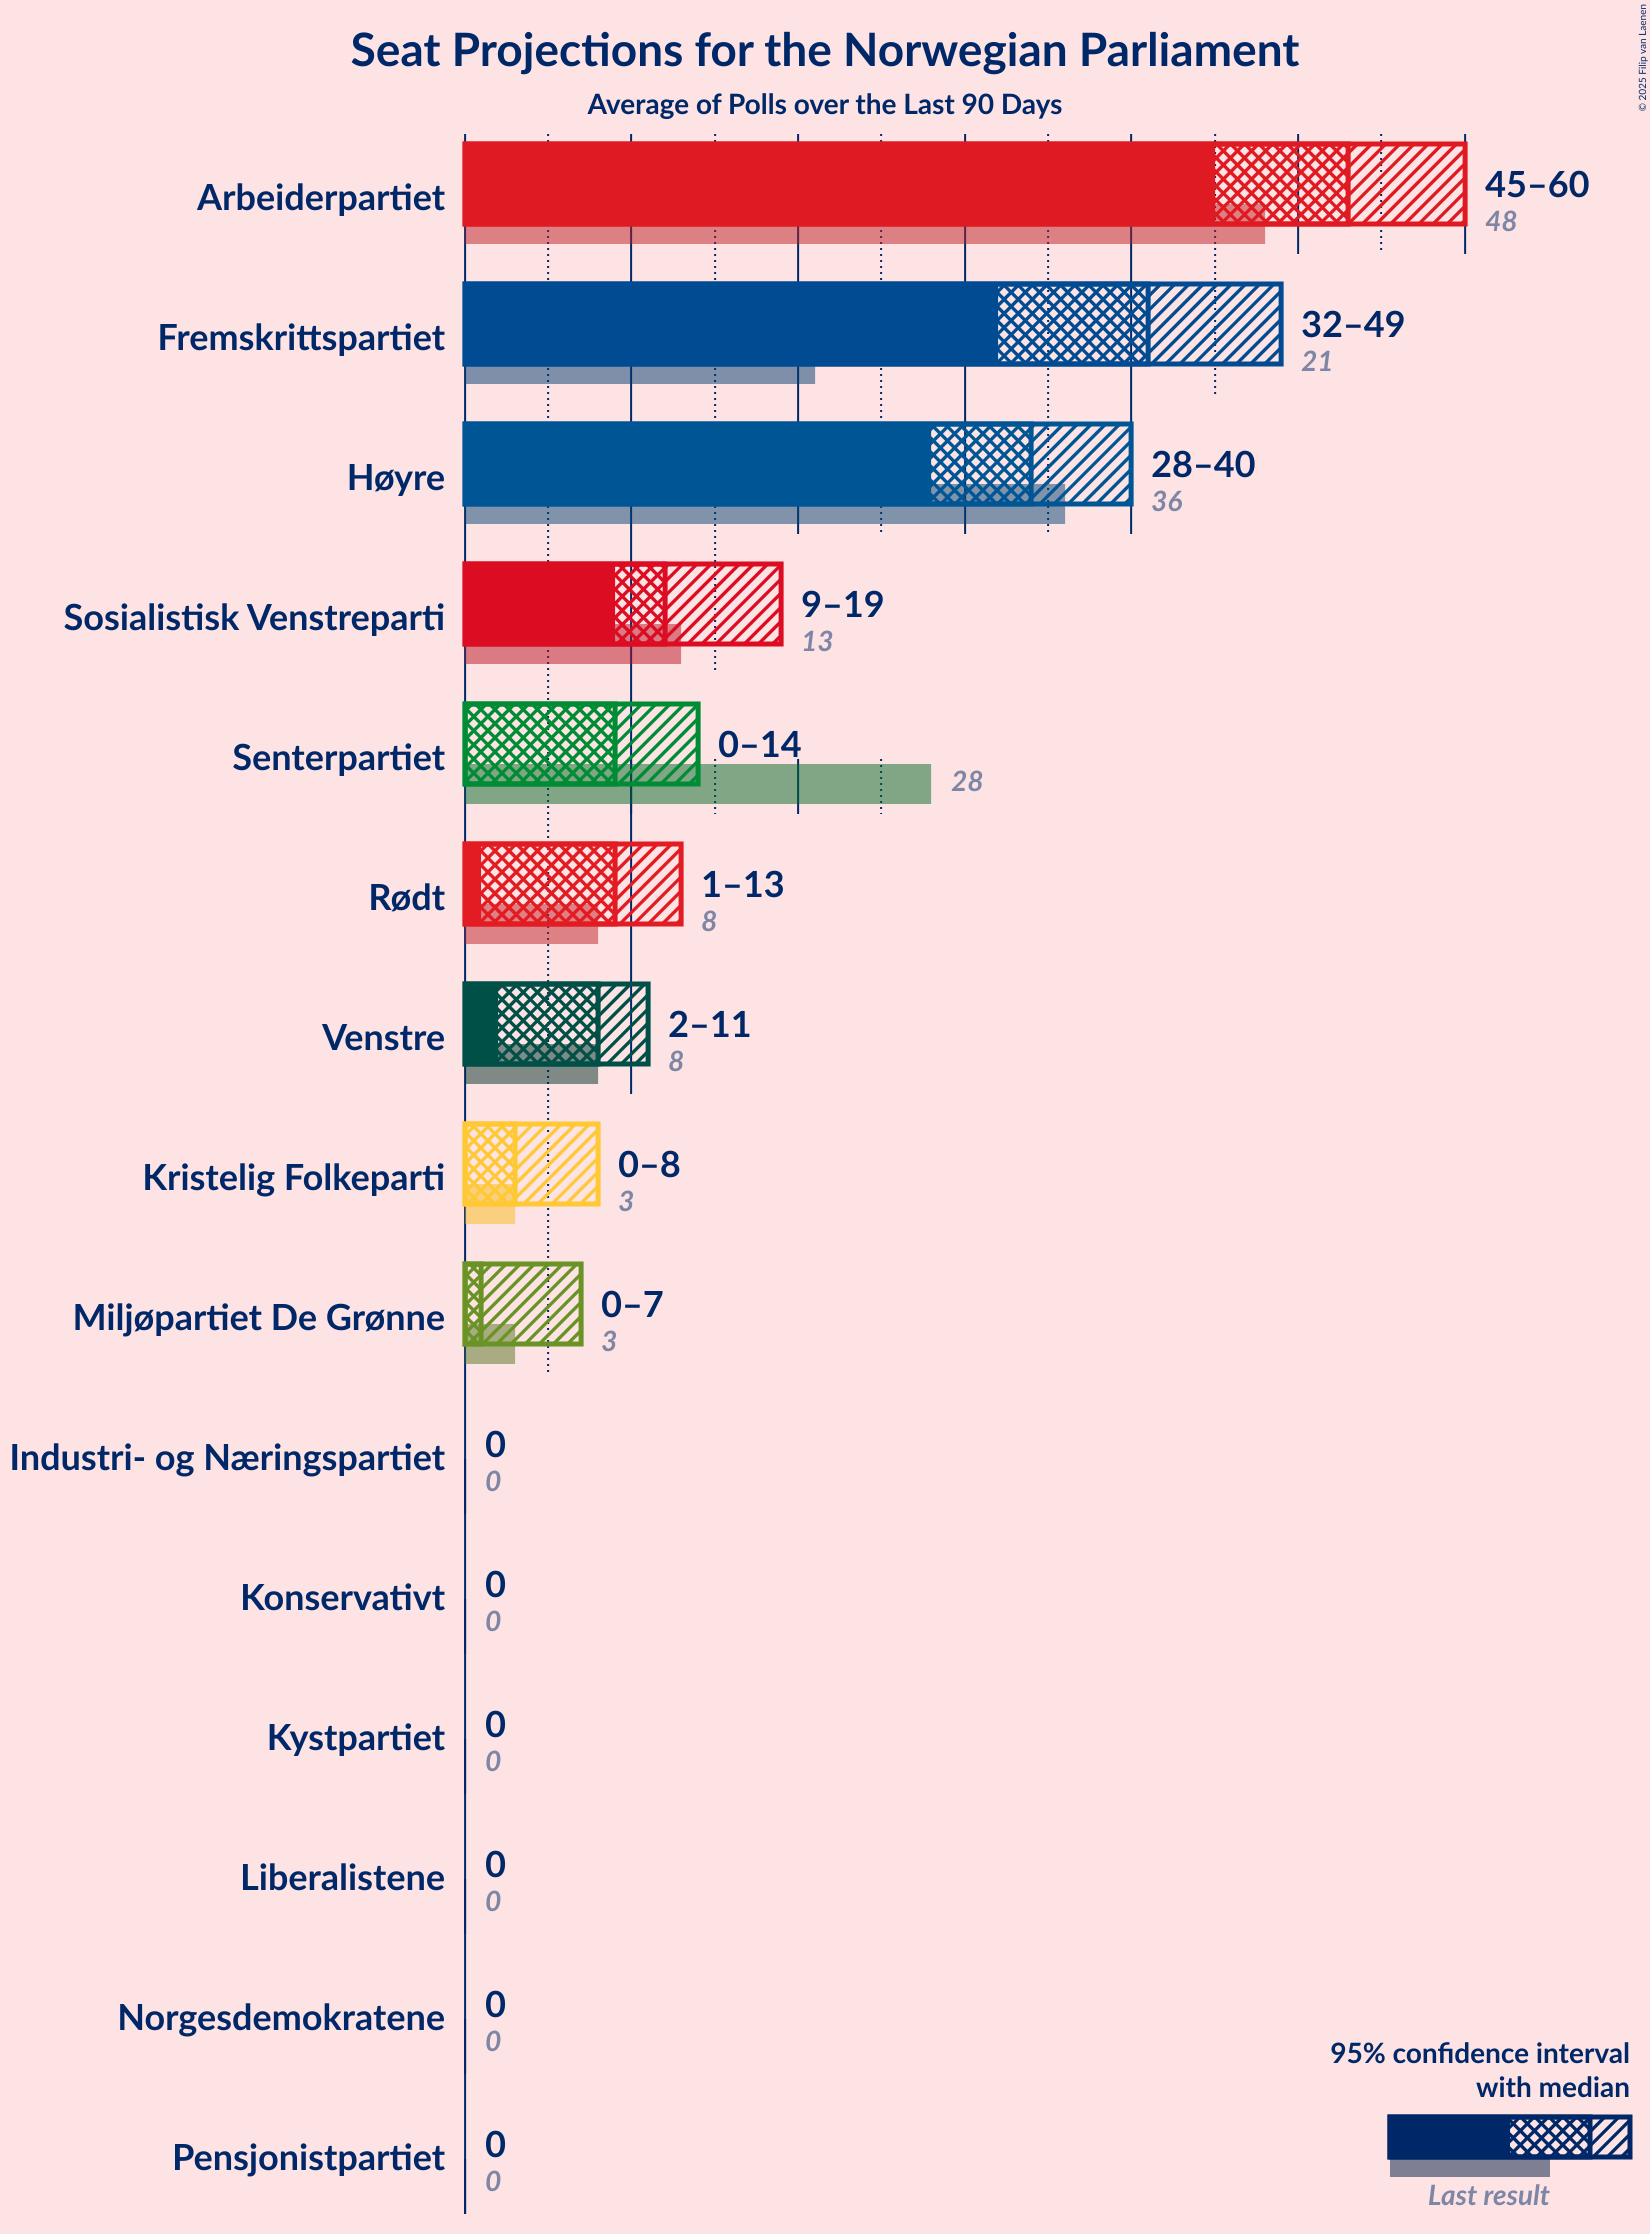 Seat Projections for the Norwegian Parliament
Average of Polls over the Last 90 Days
© 2025 Filip van Laenen
Arbeiderpartiet
45–60
48
Fremskrittspartiet
32–49
21
Høyre
28–40
36
Sosialistisk Venstreparti
9–19
13
Senterpartiet
0–14
28
Rødt
1–13
8
Venstre
2–11
8
Kristelig Folkeparti
0–8
3
Miljøpartiet De Grønne
0–7
3
Industri- og Næringspartiet
0
0
Konservativt
0
0
Kystpartiet
0
0
Liberalistene
0
0
Norgesdemokratene
0
0
Pensjonistpartiet
0
0
95% confidence interval
with median
Last result